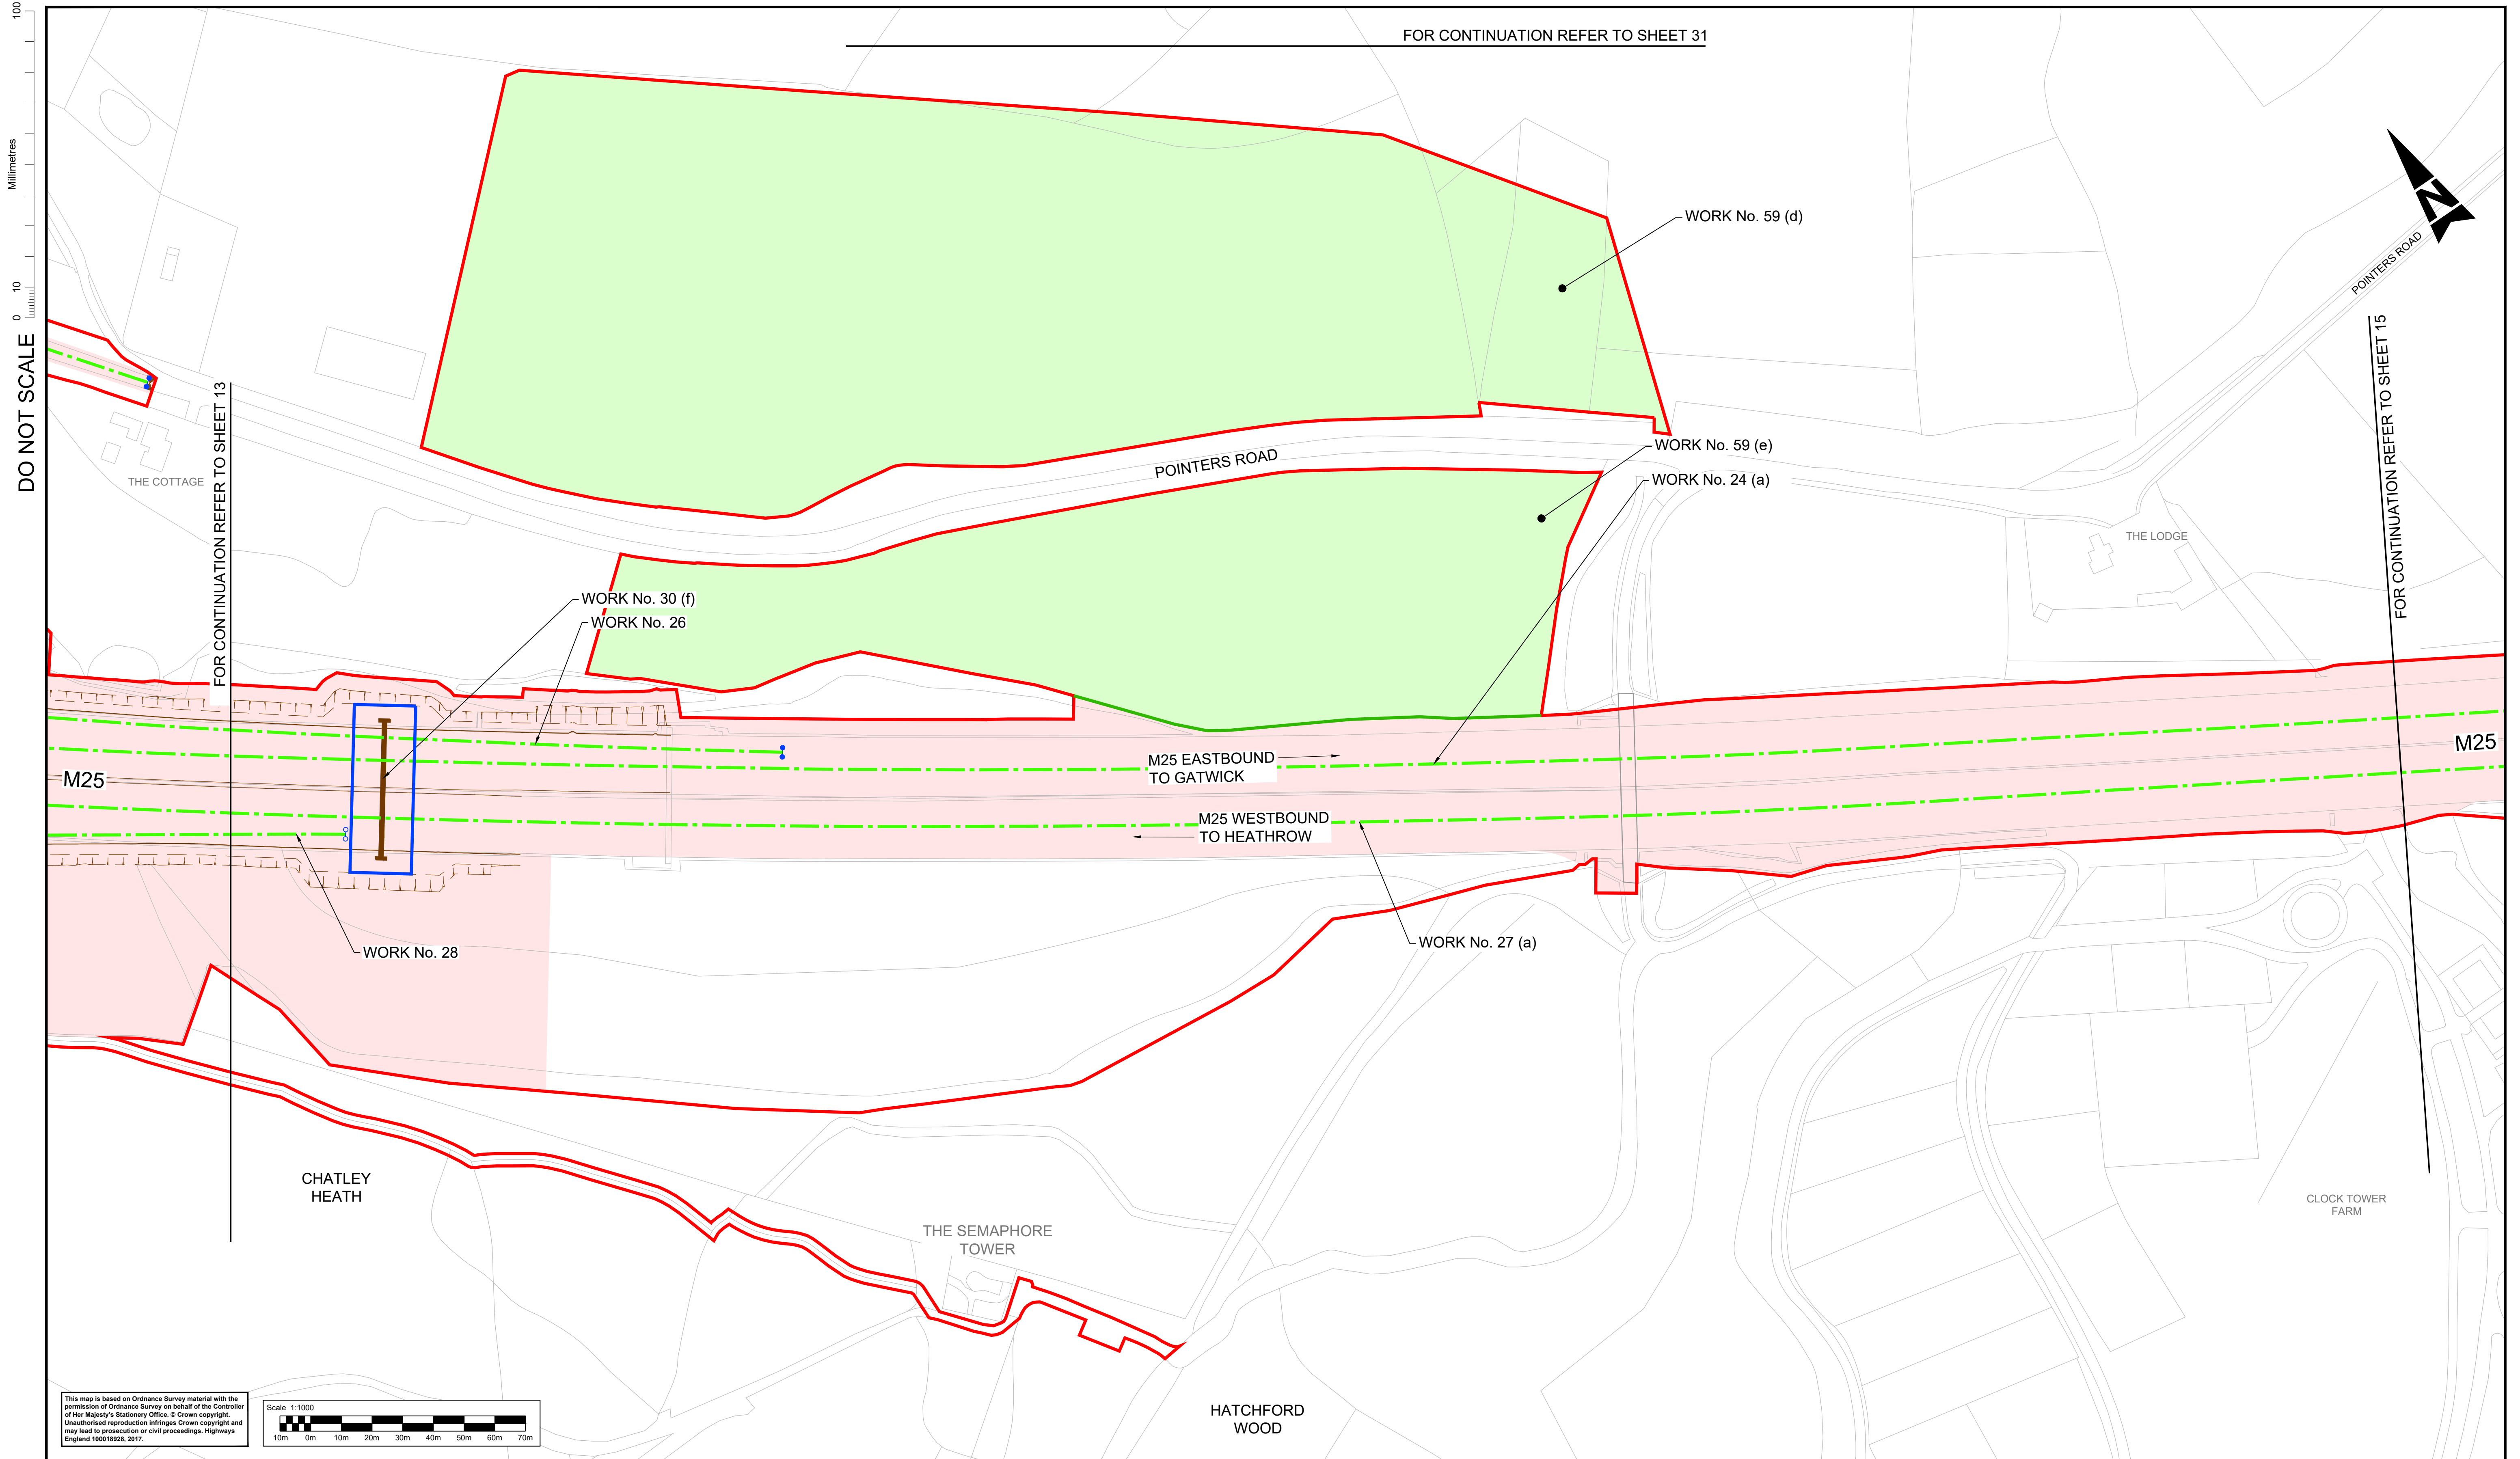 100
Millimetres
10
0
DO NOT SCALE
FOR CONTINUATION REFER TO SHEET 31
WORK No. 59 (d)
N
POINTERS ROAD
FOR CONTINUATION REFER TO SHEET 13
THE COTTAGE
POINTERS ROAD
WORK No. 59 (e)
WORK No. 24 (a)
FOR CONTINUATION REFER TO SHEET 15
THE LODGE
WORK No. 30 (f)
WORK No. 26
M25
M25 EASTBOUND
TO GATWICK
M25
M25 WESTBOUND
TO HEATHROW
WORK No. 28
WORK No. 27 (a)
CHATLEY
HEATH
THE SEMAPHORE
TOWER
CLOCK TOWER
FARM
HATCHFORD
WOOD
This map is based on Ordnance Survey material with the
permission of Ordnance Survey on behalf of the Controller
of Her Majesty's Stationery Office. © Crown copyright.
Unauthorised reproduction infringes Crown copyright and
may lead to prosecution or civil proceedings. Highways
England 100018928, 2017.
Scale 1:1000
10m 0m 10m 20m 30m 40m 50m 60m 70m